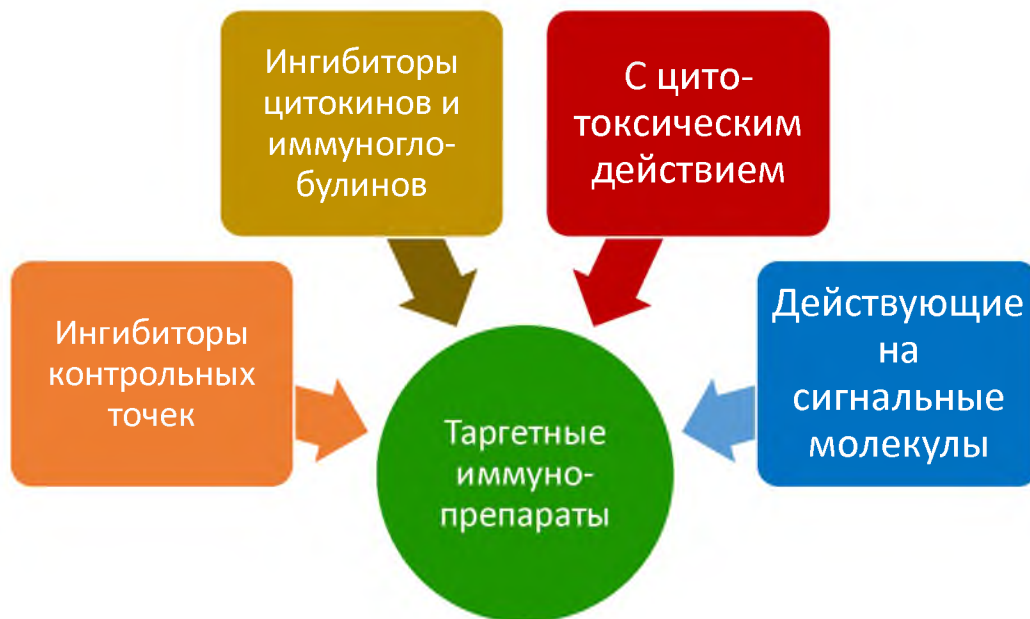 Ингибиторы
цитокинов и
иммуногло-
булинов
С цито-
токсическим
действием
Ингибиторы
контрольных
точек
Действующие
на
сигнальные
молекулы
Таргетные
иммуно-
препараты